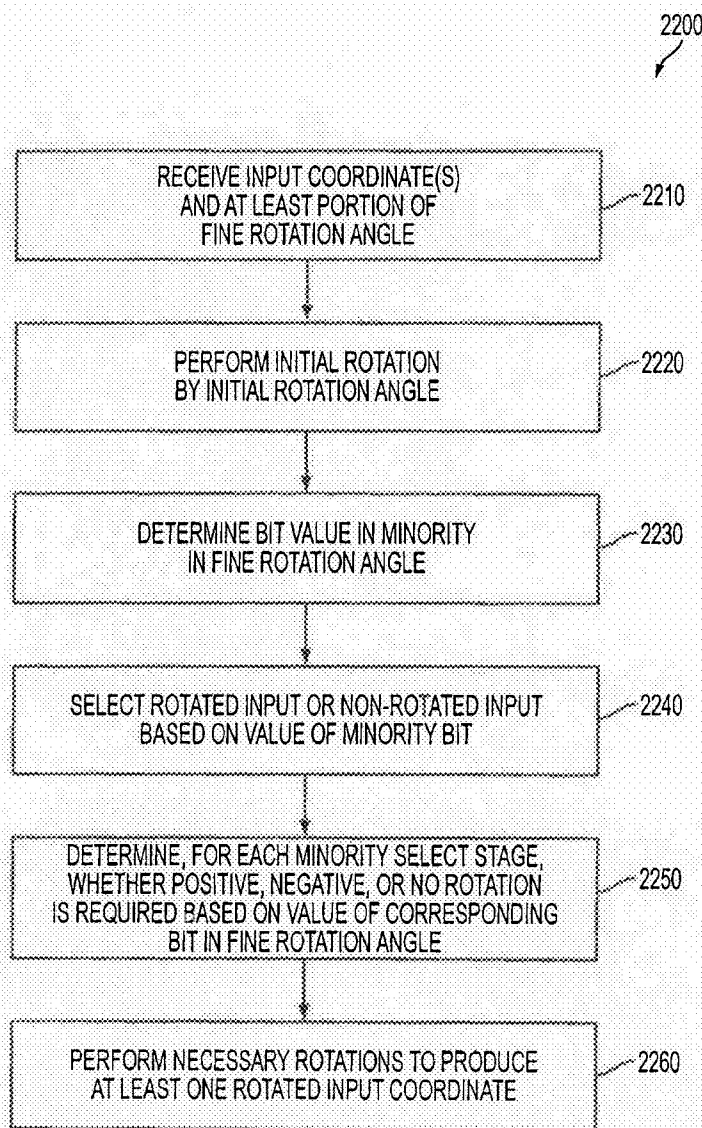 2200
RECEIVE INPUT COORDINATE(S)
AND AT LEAST PORTION OF
FINE ROTATION ANGLE
2210
PERFORM INITIAL ROTATION
BY INITIAL ROTATION ANGLE
2220
DETERMINE BIT VALUE IN MINORITY
IN FINE ROTATION ANGLE
2230
SELECT ROTATED INPUT OR NON-ROTATED INPUT
BASED ON VALUE OF MINORITY BIT
2240
DETERMINE, FOR EACH MINORITY SELECT STAGE,
WHETHER POSITIVE, NEGATIVE, OR NO ROTATION
IS REQUIRED BASED ON VALUE OF CORRESPONDING
BIT IN FINE ROTATION ANGLE
2250
PERFORM NECESSARY ROTATIONS TO PRODUCE
AT LEAST ONE ROTATED INPUT COORDINATE
2260